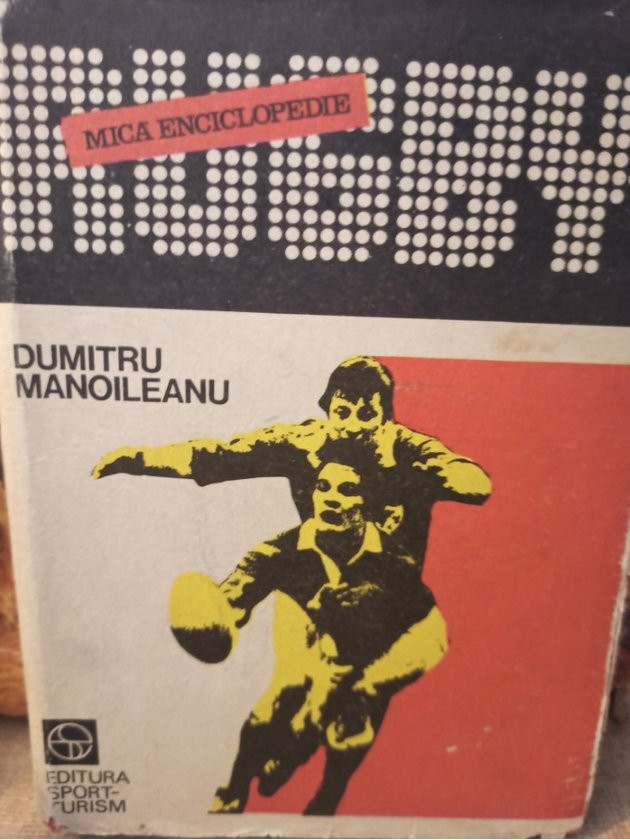 RUGBY
MICA ENCICLOPEDIE
DUMITRU
MANOILEANU
EDITURA
SPORT-
TURISM